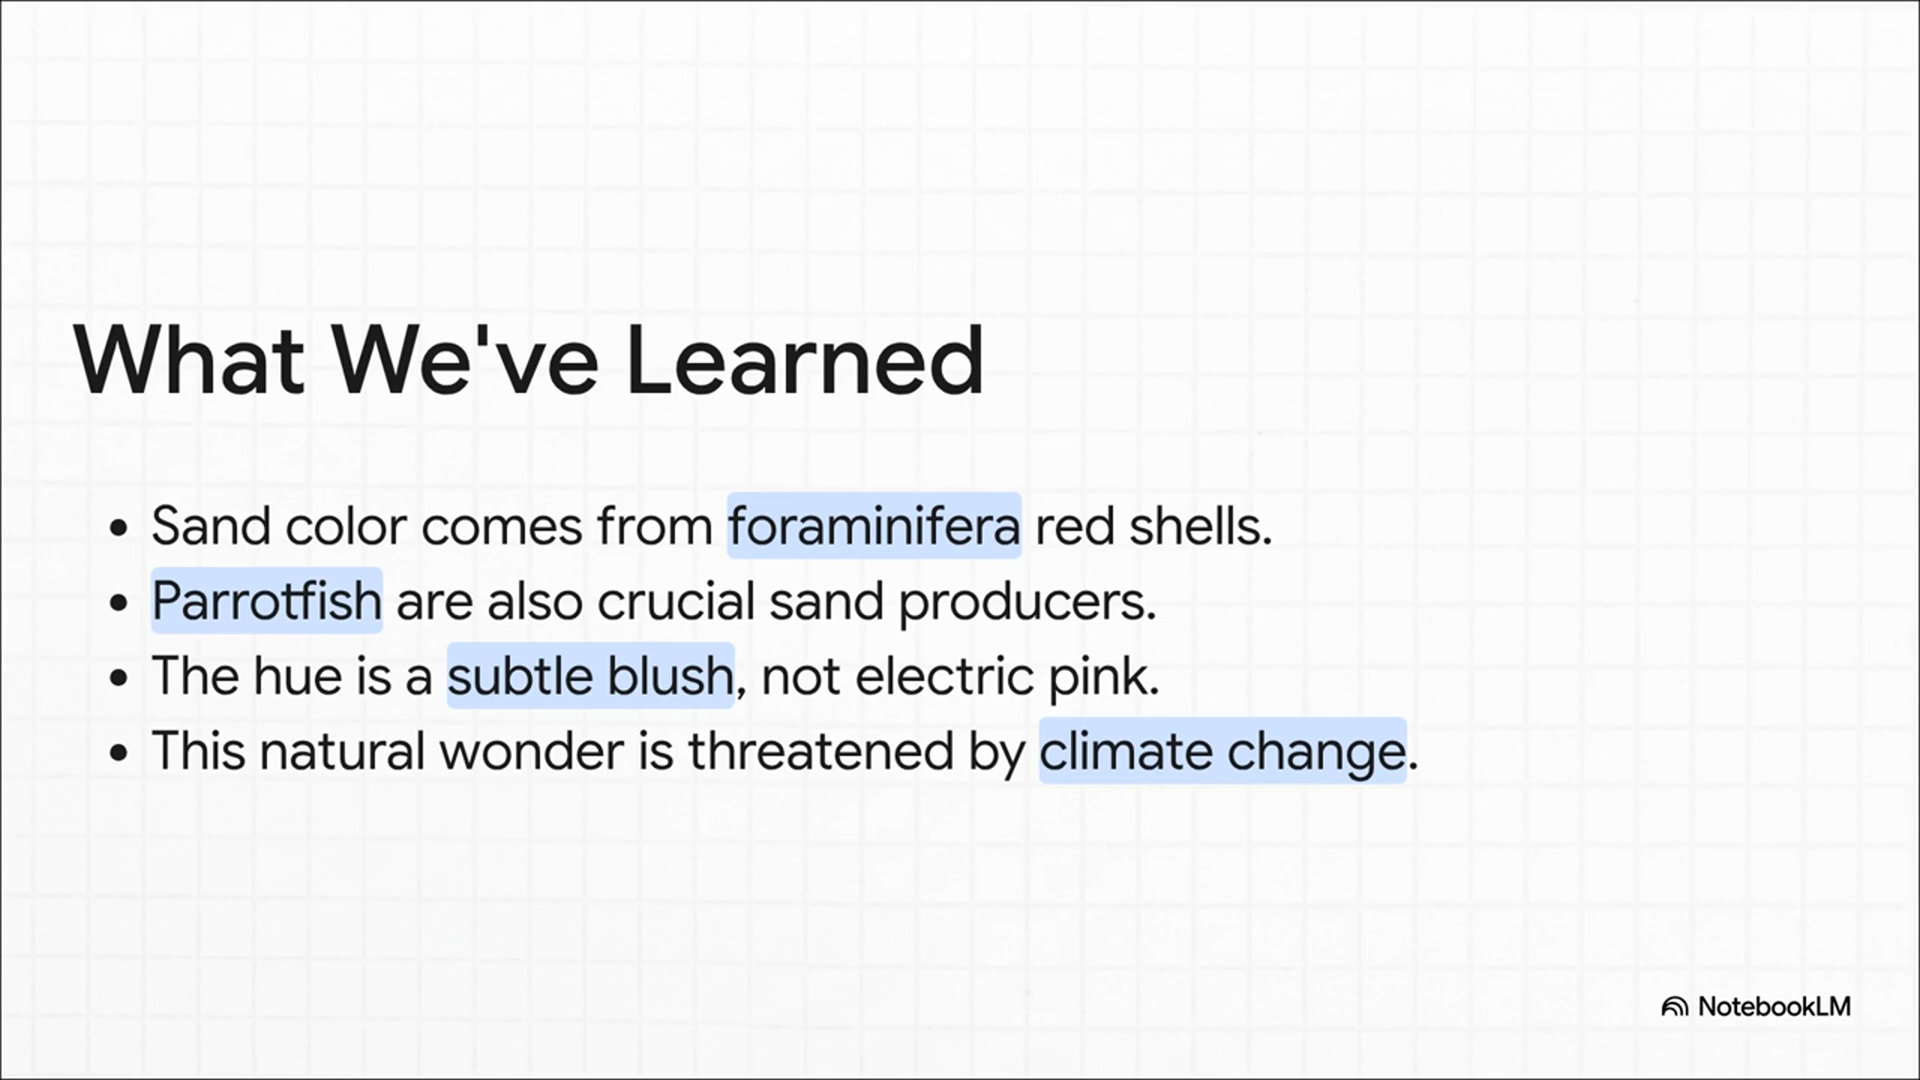 What We've Learned
• Sand color comes from foraminifera red shells.
• Parrotfish are also crucial sand producers.
• The hue is a subtle blush, not electric pink.
• This natural wonder is threatened by climate change.
NotebookLM